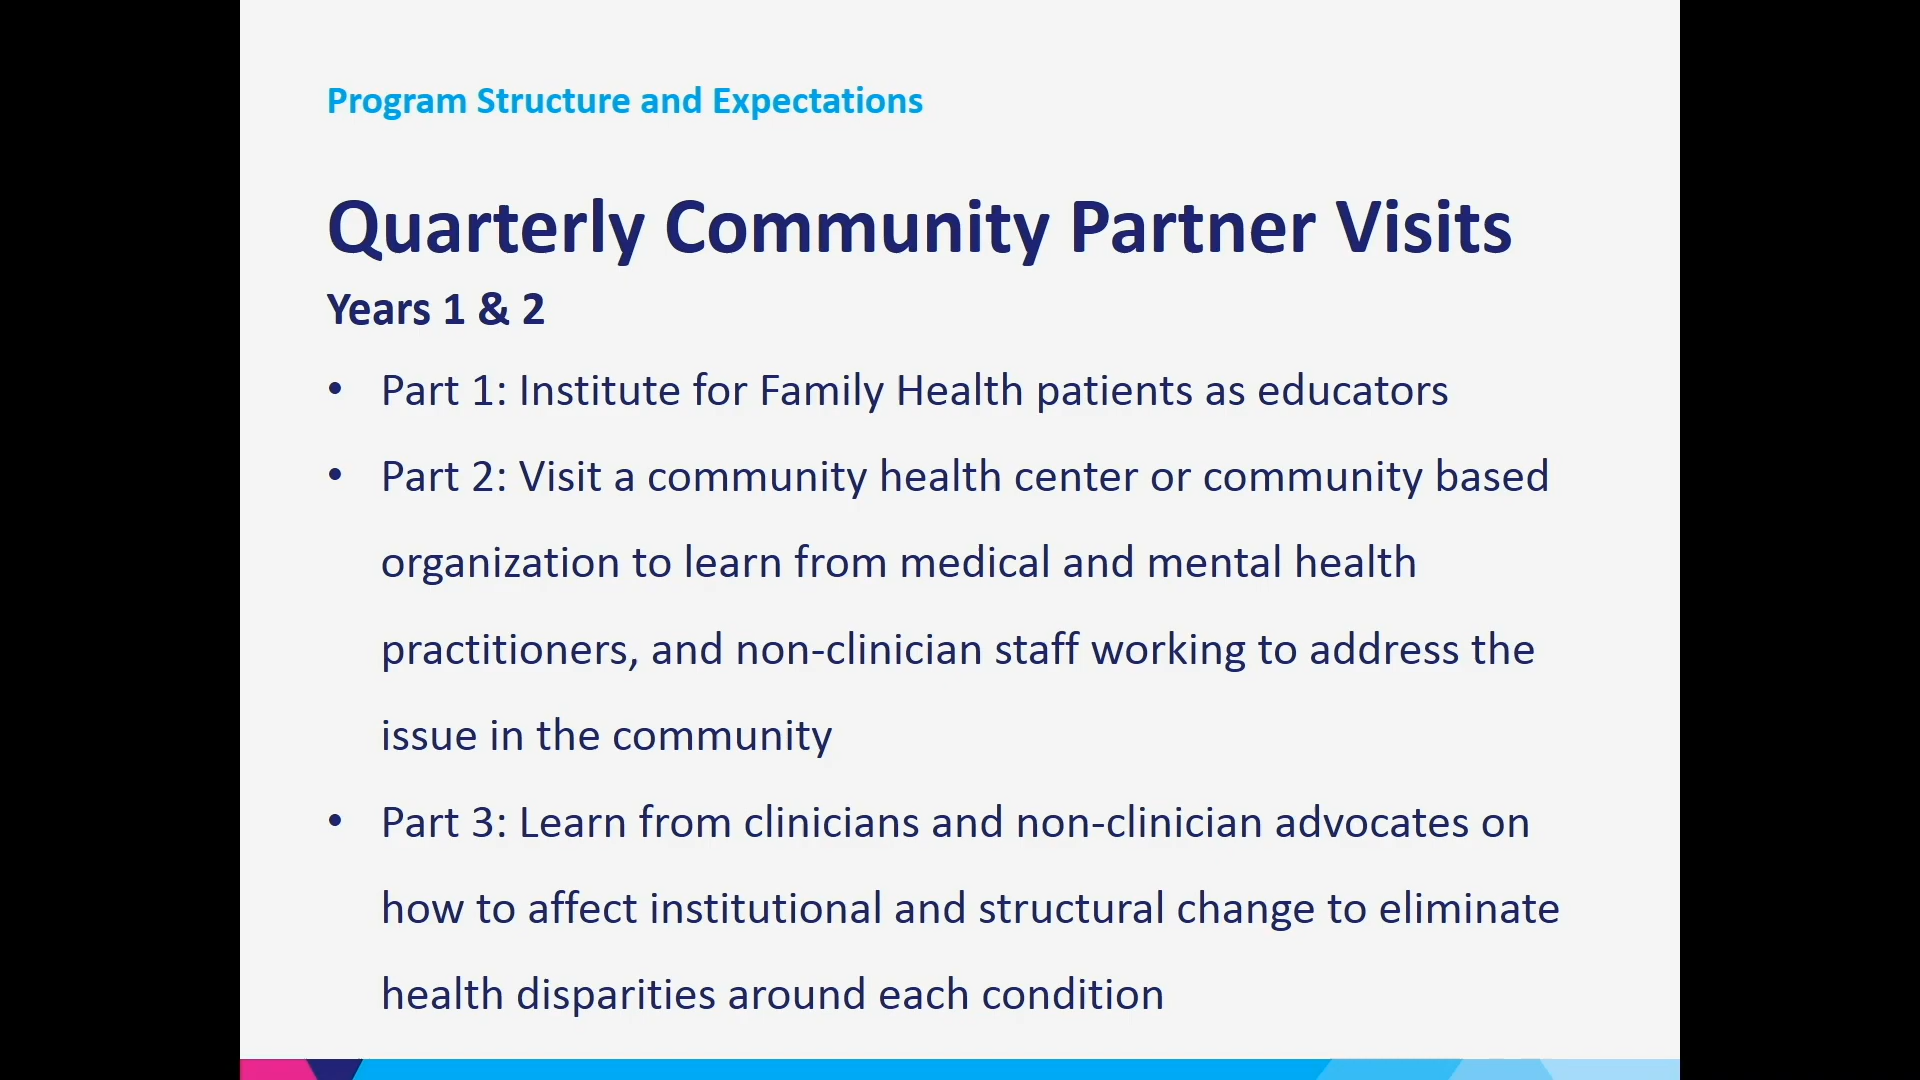 Program Structure and Expectations
Quarterly Community Partner Visits
Years 1 & 2
• Part 1: Institute for Family Health patients as educators
• Part 2: Visit a community health center or community based
organization to learn from medical and mental health
practitioners, and non-clinician staff working to address the
issue in the community
• Part 3: Learn from clinicians and non-clinician advocates on
how to affect institutional and structural change to eliminate
health disparities around each condition